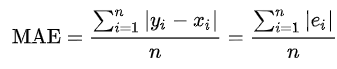 MAE = \frac{\sum_{i=1}^{n} |y_i - x_i|}{n} = \frac{\sum_{i=1}^{n} |e_i|}{n}